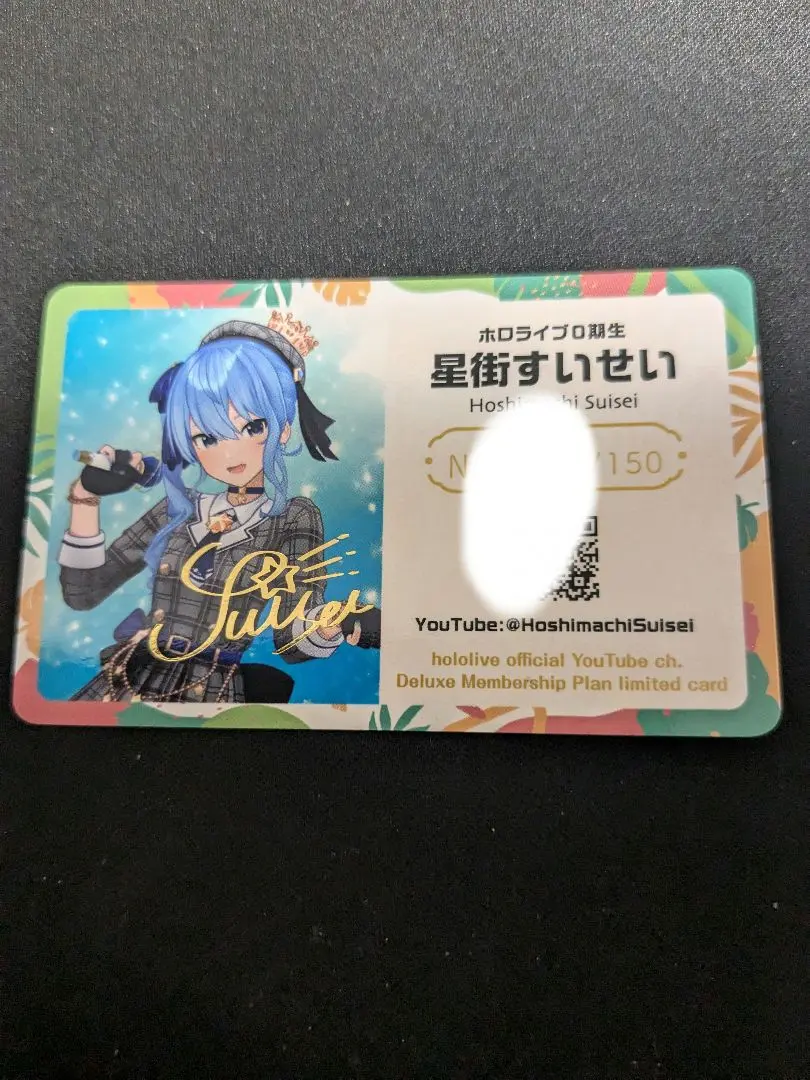 ホロライブ0期生
星街すいせい
Suisei
/150
YouTube:@HoshimachiSuisei
hololive official YouTube ch.
Deluxe Membership Plan limited card
Suisei